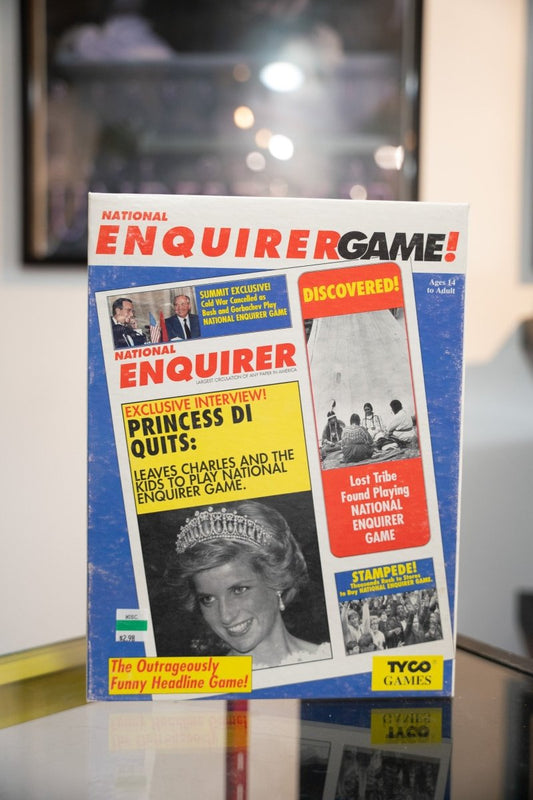 NATIONAL
ENQUIRER GAME!
Ages 14
to Adult
SUMMIT EXCLUSIVE!
Cold War Cancelled as
Bush and Gorbachev Play
NATIONAL ENQUIRER GAME
NATIONAL
ENQUIRER
LARGEST CIRCULATION OF ANY PAPER IN AMERICA
EXCLUSIVE INTERVIEW!
PRINCESS DI
QUITS:
LEAVES CHARLES AND THE
KIDS TO PLAY NATIONAL
ENQUIRER GAME.
DISCOVERED!
Lost Tribe
Found Playing
NATIONAL
ENQUIRER
GAME
STAMPEDE!
Thousands Rush to Stores
to Buy NATIONAL ENQUIRER GAME.
MISC
$2.98
The Outrageously
Funny Headline Game!
TYCO
GAMES